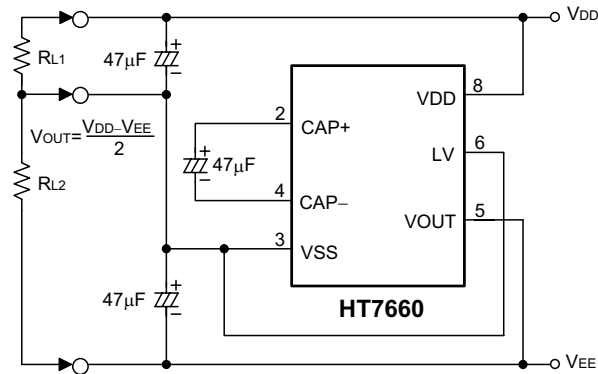 VDD
RL1
47µF
+
−
VOUT= VDD–VEE
2
RL2
2
CAP+
+
47µF
−
4
CAP−
3
VSS
VDD
8
LV
6
VOUT
5
HT7660
+
47µF
−
VEE